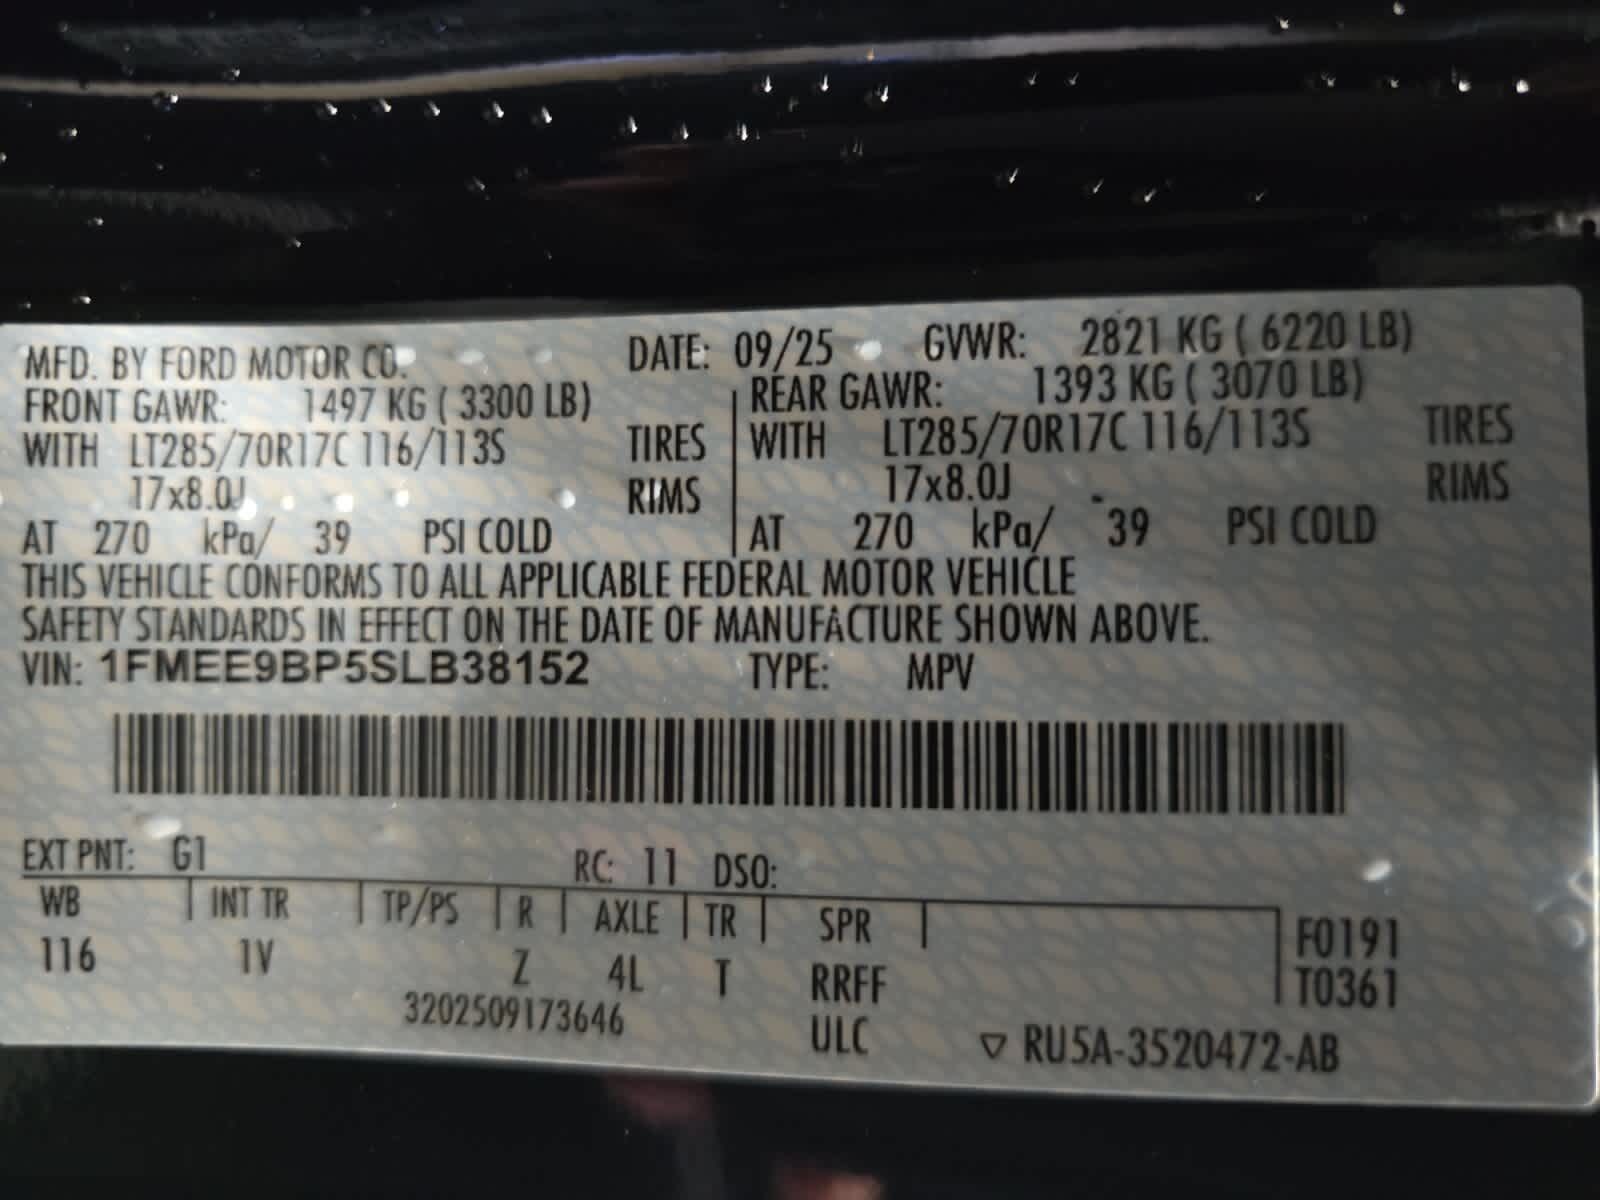 MFD. BY FORD MOTOR CO. DATE: 09/25 GVWR: 2821 KG ( 6220 LB)
FRONT GAWR: 1497 KG ( 3300 LB) REAR GAWR: 1393 KG ( 3070 LB)
WITH LT285/70R17C 116/113S TIRES WITH LT285/70R17C 116/113S TIRES
17x8.0J RIMS 17x8.0J RIMS
AT 270 kPa/ 39 PSI COLD AT 270 kPa/ 39 PSI COLD
THIS VEHICLE CONFORMS TO ALL APPLICABLE FEDERAL MOTOR VEHICLE
SAFETY STANDARDS IN EFFECT ON THE DATE OF MANUFACTURE SHOWN ABOVE.
VIN: 1FMEE9BP5SLB38152 TYPE: MPV
EXT PNT: G1 RC: 11 DSO:
WB INT TR TP/PS R AXLE TR SPR F0191
116 1V Z 4L T RRFF T0361
3202509173646 ULC ▽ RU5A-3520472-AB